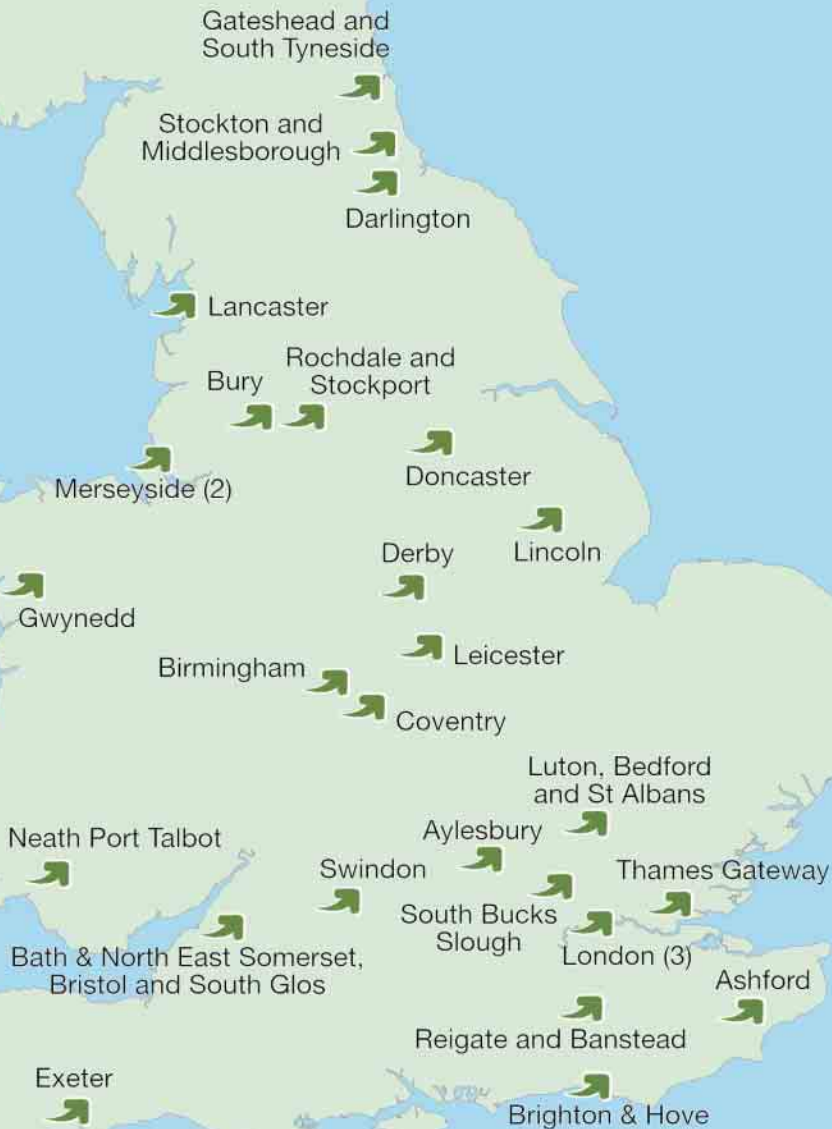 Gateshead and
South Tyneside
Stockton and
Middlesborough
Darlington
Lancaster
Rochdale and
Stockport
Bury
Doncaster
Merseyside (2)
Lincoln
Derby
Gwynedd
Leicester
Birmingham
Coventry
Luton, Bedford
and St Albans
Aylesbury
Neath Port Talbot
Swindon
Thames Gateway
South Bucks
Slough
London (3)
Bath & North East Somerset,
Bristol and South Glos
Ashford
Reigate and Banstead
Exeter
Brighton & Hove